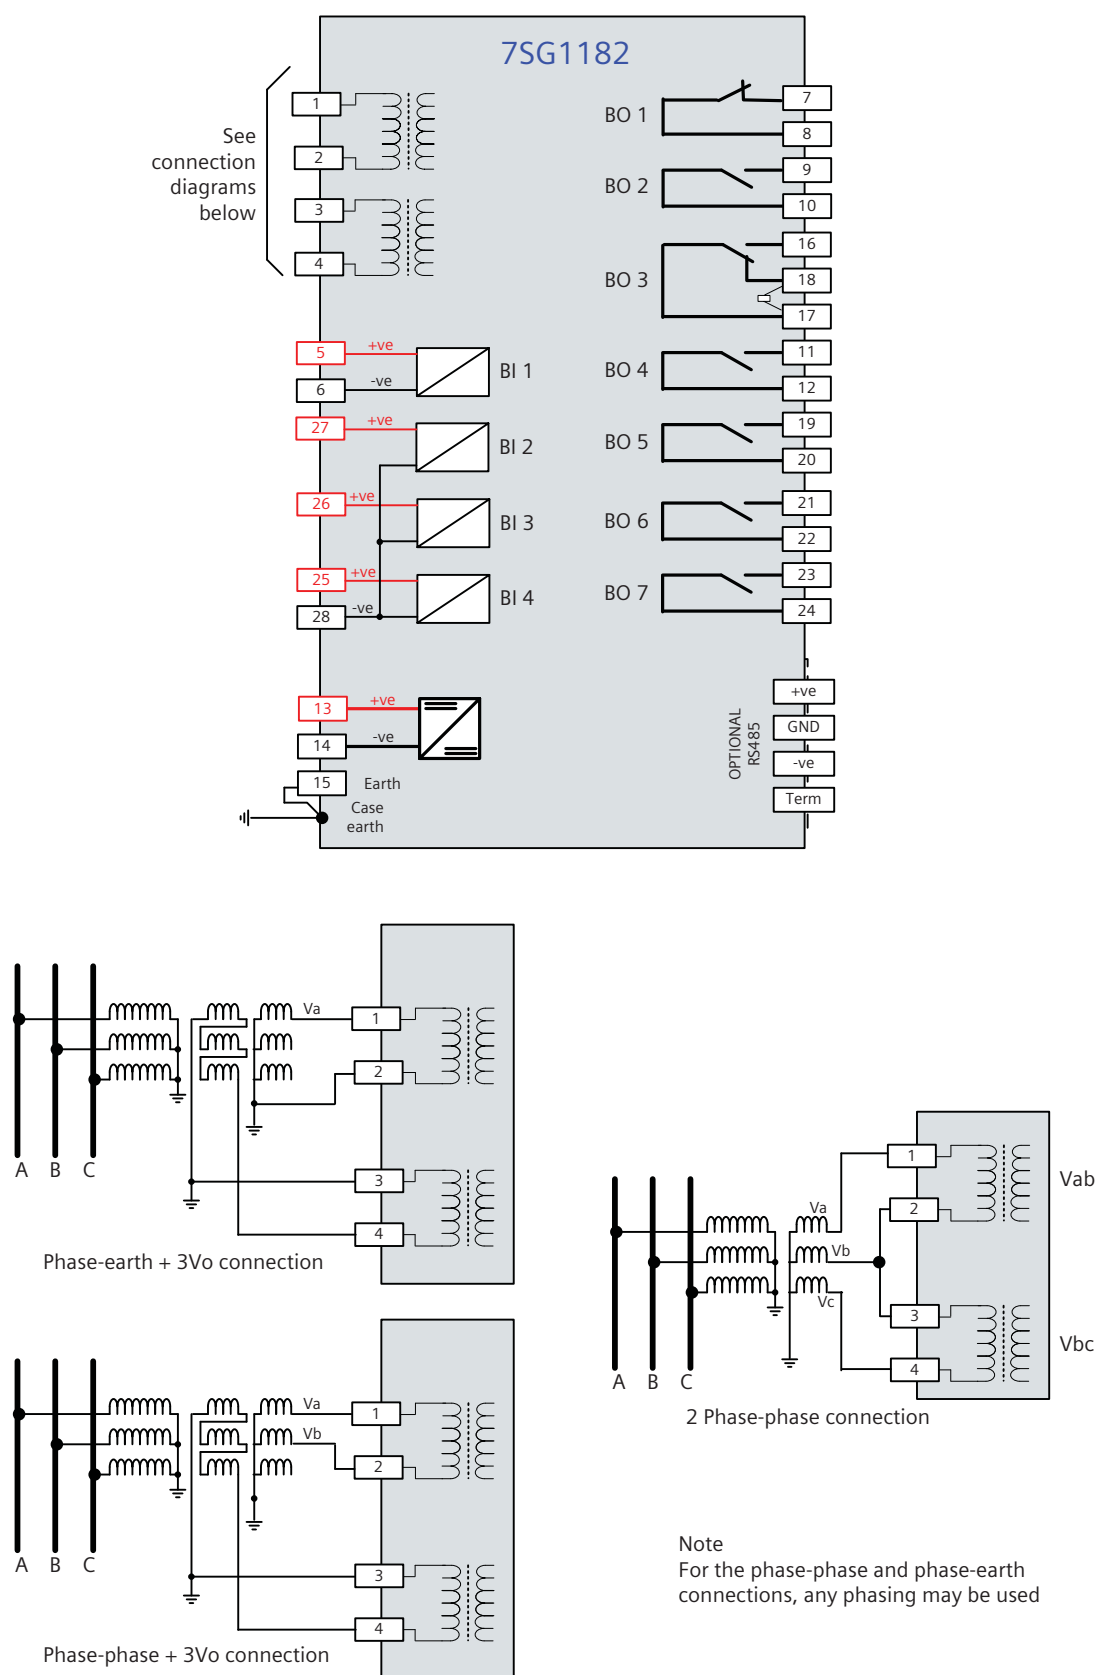 7SG1182
See
connection
diagrams
below
1
2
3
4
5 +ve
6 -ve
BI 1
27 +ve
BI 2
26 +ve
BI 3
25 +ve
28 -ve
BI 4
13 +ve
14 -ve
15 Earth
Case
earth
BO 1
7
8
BO 2
9
10
BO 3
16
18
17
BO 4
11
12
BO 5
19
20
BO 6
21
22
BO 7
23
24
OPTIONAL
RS485
+ve
GND
-ve
Term
Va
1
2
3
4
A B C
Phase-earth + 3Vo connection
Va
Vb
1
2
3
4
A B C
Phase-phase + 3Vo connection
Va
Vb
Vc
1
2
3
4
Vab
Vbc
A B C
2 Phase-phase connection
Note
For the phase-phase and phase-earth
connections, any phasing may be used